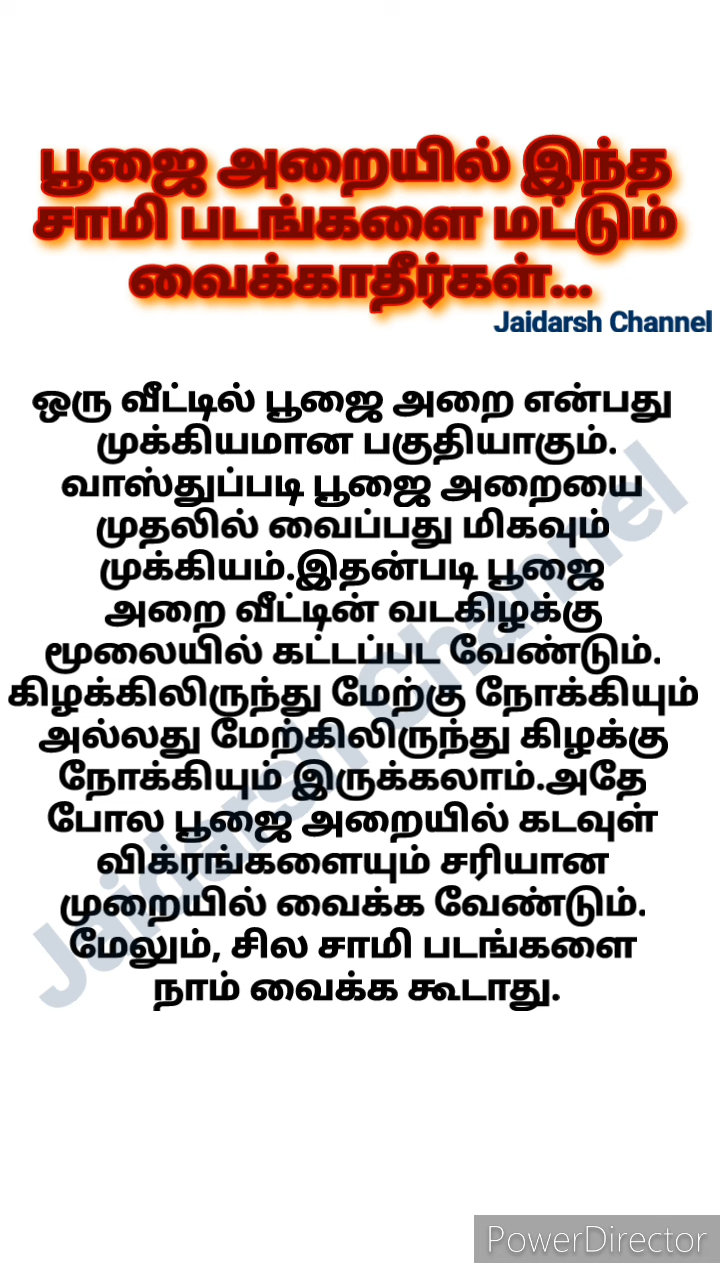 பூஜை அறையில் இந்த
சாமி படங்களை மட்டும்
வைக்காதீர்கள்...
Jaidarsh Channel
ஒரு வீட்டில் பூஜை அறை என்பது
முக்கியமான பகுதியாகும்.
வாஸ்துப்படி பூஜை அறையை
முதலில் வைப்பது மிகவும்
முக்கியம்.இதன்படி பூஜை
அறை வீட்டின் வடகிழக்கு
மூலையில் கட்டப்பட வேண்டும்.
கிழக்கிலிருந்து மேற்கு நோக்கியும்
அல்லது மேற்கிலிருந்து கிழக்கு
நோக்கியும் இருக்கலாம்.அதே
போல பூஜை அறையில் கடவுள்
விக்ரங்களையும் சரியான
முறையில் வைக்க வேண்டும்.
மேலும், சில சாமி படங்களை
நாம் வைக்க கூடாது.
Jaidarsh Channel
PowerDirector